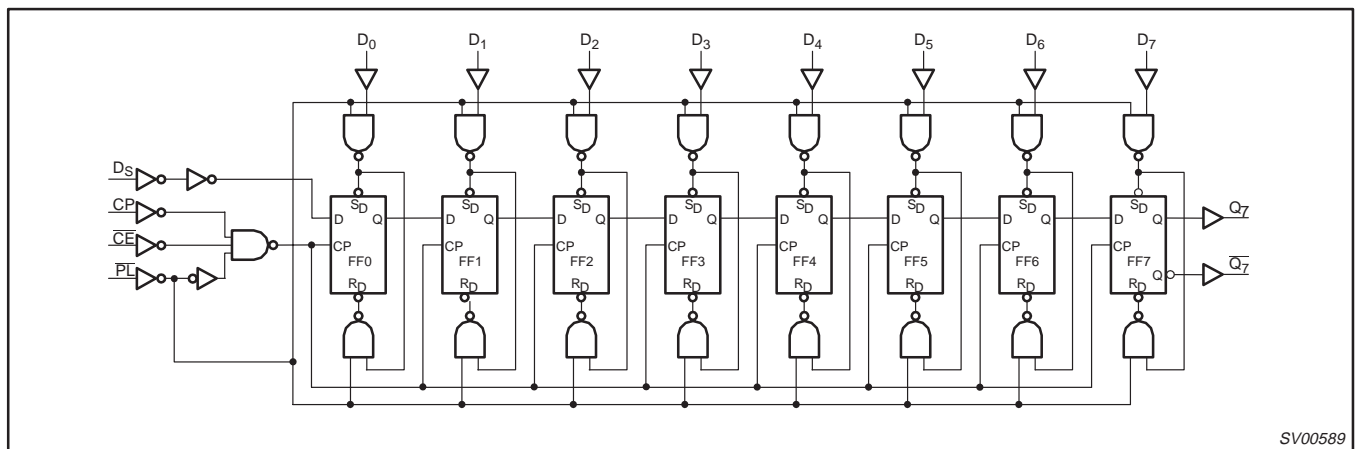 D0 D1 D2 D3 D4 D5 D6 D7
DS
CP
CE
PL
SD SD SD SD SD SD SD SD
D Q D Q D Q D Q D Q D Q D Q D Q Q7
CP CP CP CP CP CP CP CP
FF0 FF1 FF2 FF3 FF4 FF5 FF6 FF7
Q Q7
RD RD RD RD RD RD RD RD
SV00589